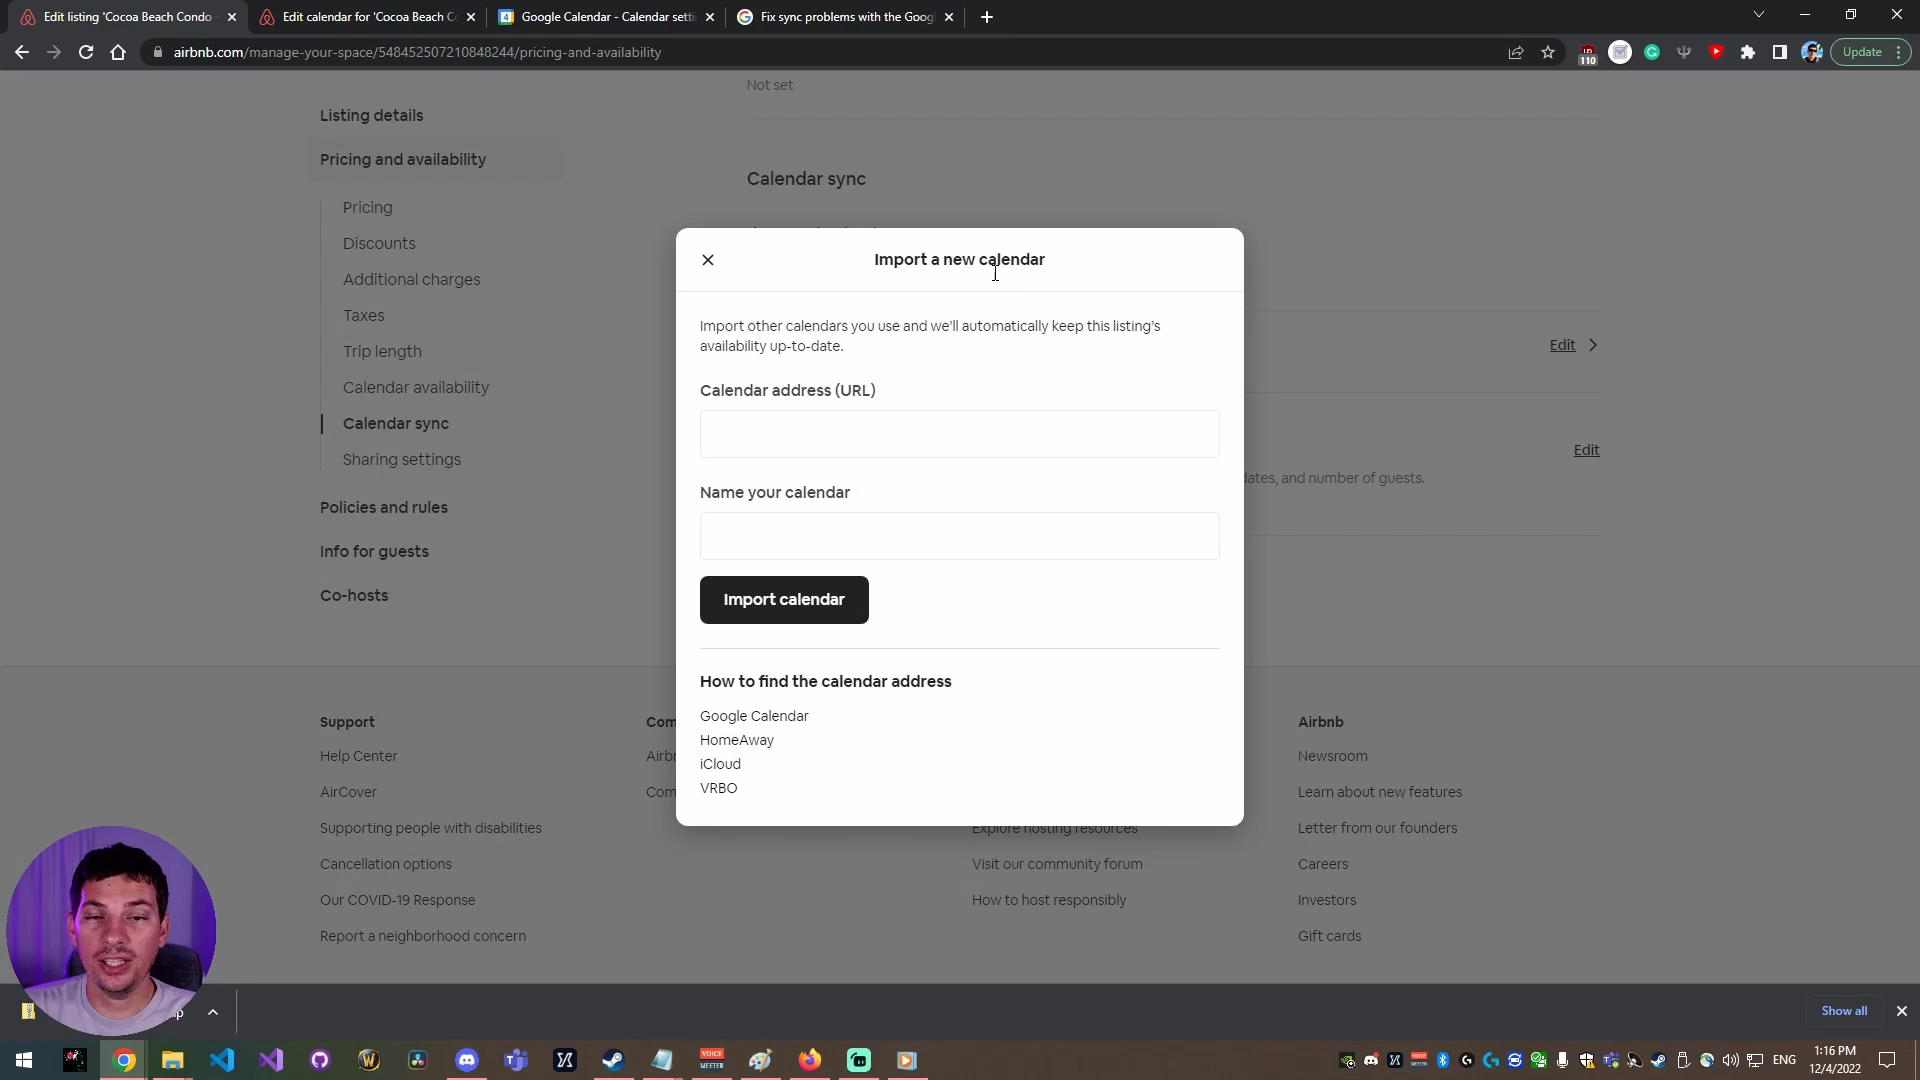 Edit listing 'Cocoa Beach Condo
Edit calendar for 'Cocoa Beach Co
Google Calendar - Calendar setti
Fix sync problems with the Goog
airbnb.com/manage-your-space/548452507210848244/pricing-and-availability
110
Update
Not set
Listing details
Pricing and availability
Calendar sync
Pricing
Discounts
Additional charges
Taxes
Trip length
Calendar availability
Calendar sync
Sharing settings
Policies and rules
Info for guests
Co-hosts
Edit
Edit
dates, and number of guests.
Import a new calendar
Import other calendars you use and we'll automatically keep this listing's
availability up-to-date.
Calendar address (URL)
Name your calendar
Import calendar
How to find the calendar address
Google Calendar
HomeAway
iCloud
VRBO
Support
Help Center
AirCover
Supporting people with disabilities
Cancellation options
Our COVID-19 Response
Report a neighborhood concern
Com
Airbn
Com
Explore hosting resources
Visit our community forum
How to host responsibly
Airbnb
Newsroom
Learn about new features
Letter from our founders
Careers
Investors
Gift cards
Show all
VOICE
MEETER
ENG
1:16 PM
12/4/2022